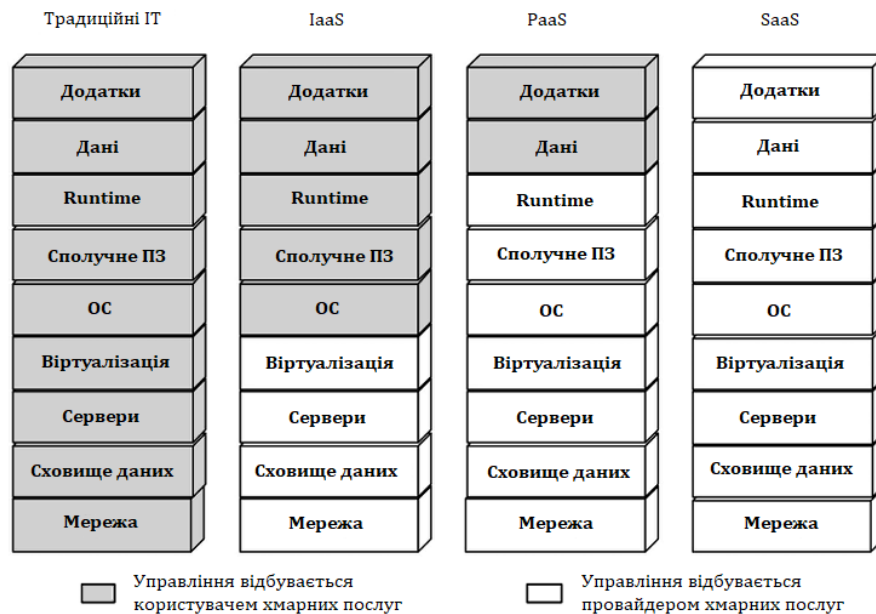 Традиційні ІТ
IaaS
PaaS
SaaS
Додатки
Додатки
Додатки
Додатки
Дані
Дані
Дані
Дані
Runtime
Runtime
Runtime
Runtime
Сполучне ПЗ
Сполучне ПЗ
Сполучне ПЗ
Сполучне ПЗ
ОС
ОС
ОС
ОС
Віртуалізація
Віртуалізація
Віртуалізація
Віртуалізація
Сервери
Сервери
Сервери
Сервери
Сховище даних
Сховище даних
Сховище даних
Сховище даних
Мережа
Мережа
Мережа
Мережа
Управління відбувається
користувачем хмарних послуг
Управління відбувається
провайдером хмарних послуг